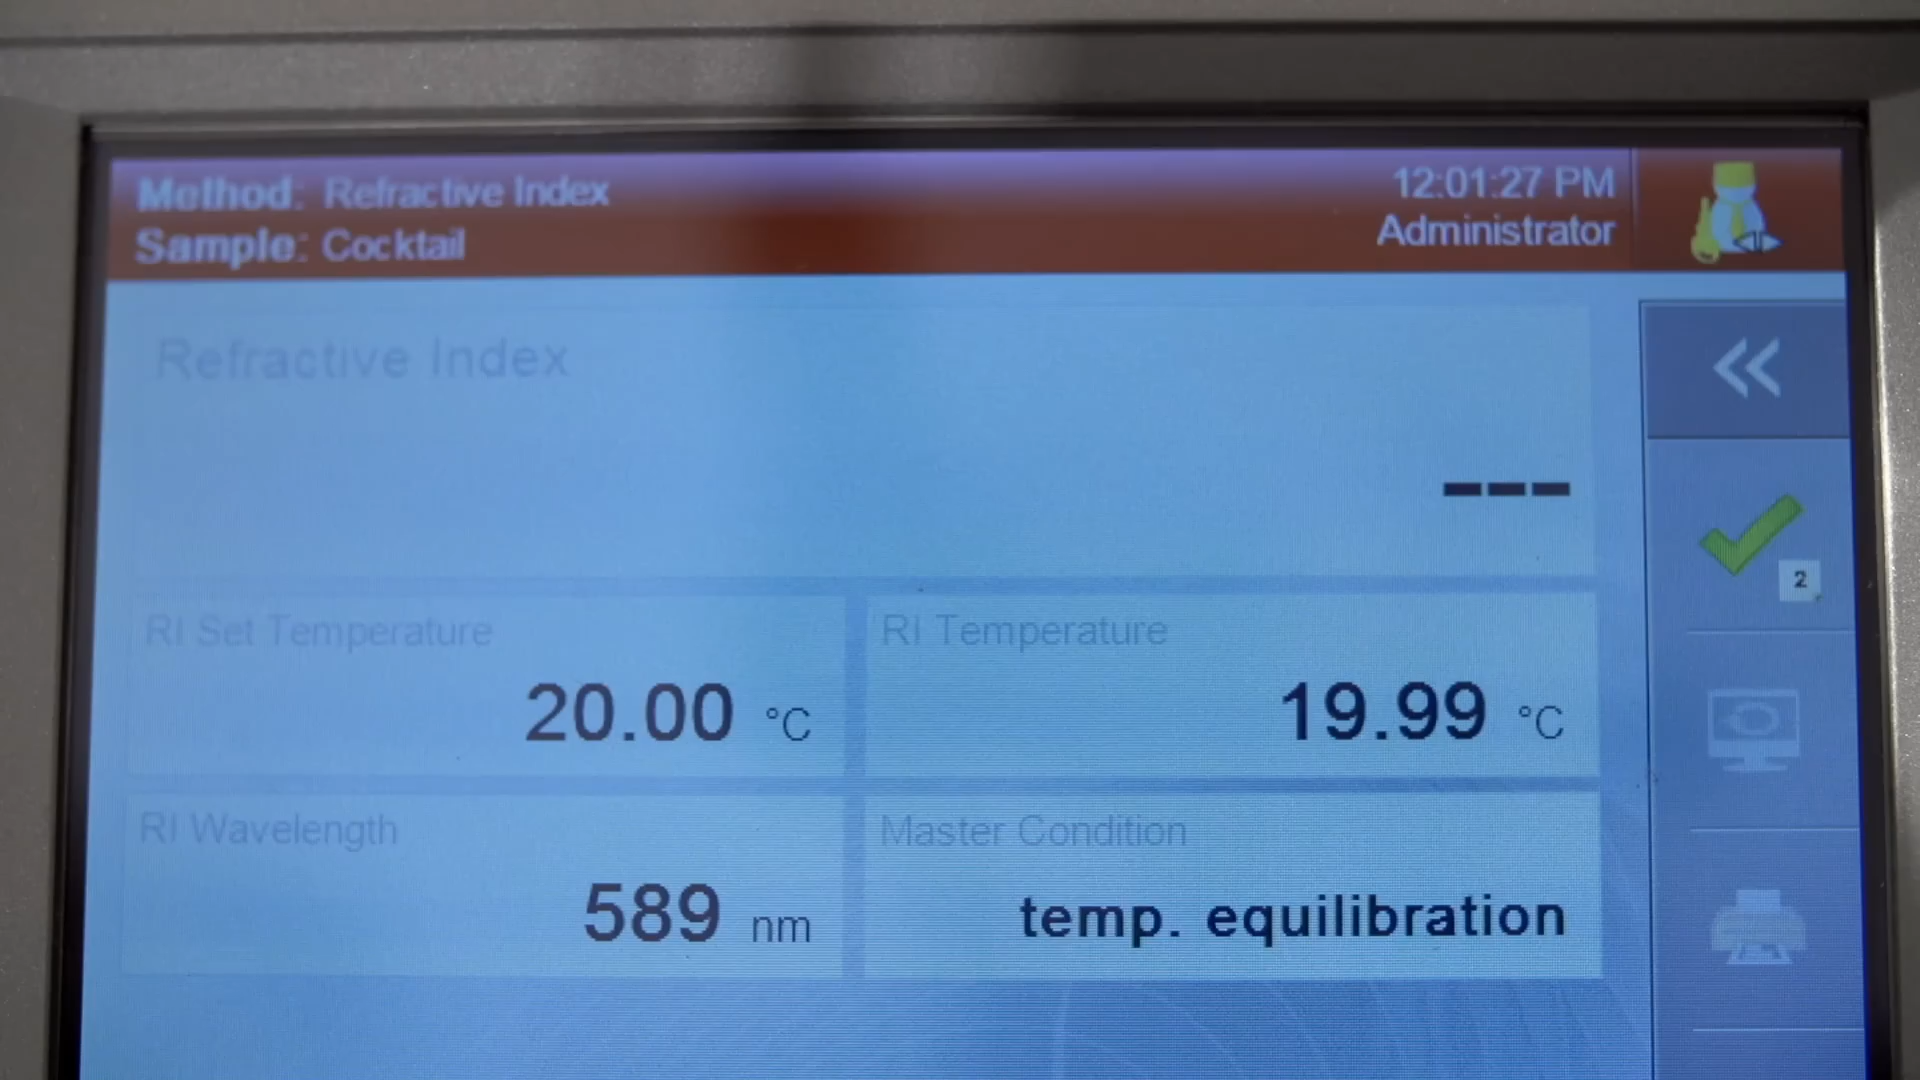 Method: Refractive Index
12:01:27 PM
Sample: Cocktail
Administrator
Refractive Index
---
RI Set Temperature
20.00 °C
RI Temperature
19.99 °C
RI Wavelength
589 nm
Master Condition
temp. equilibration
2